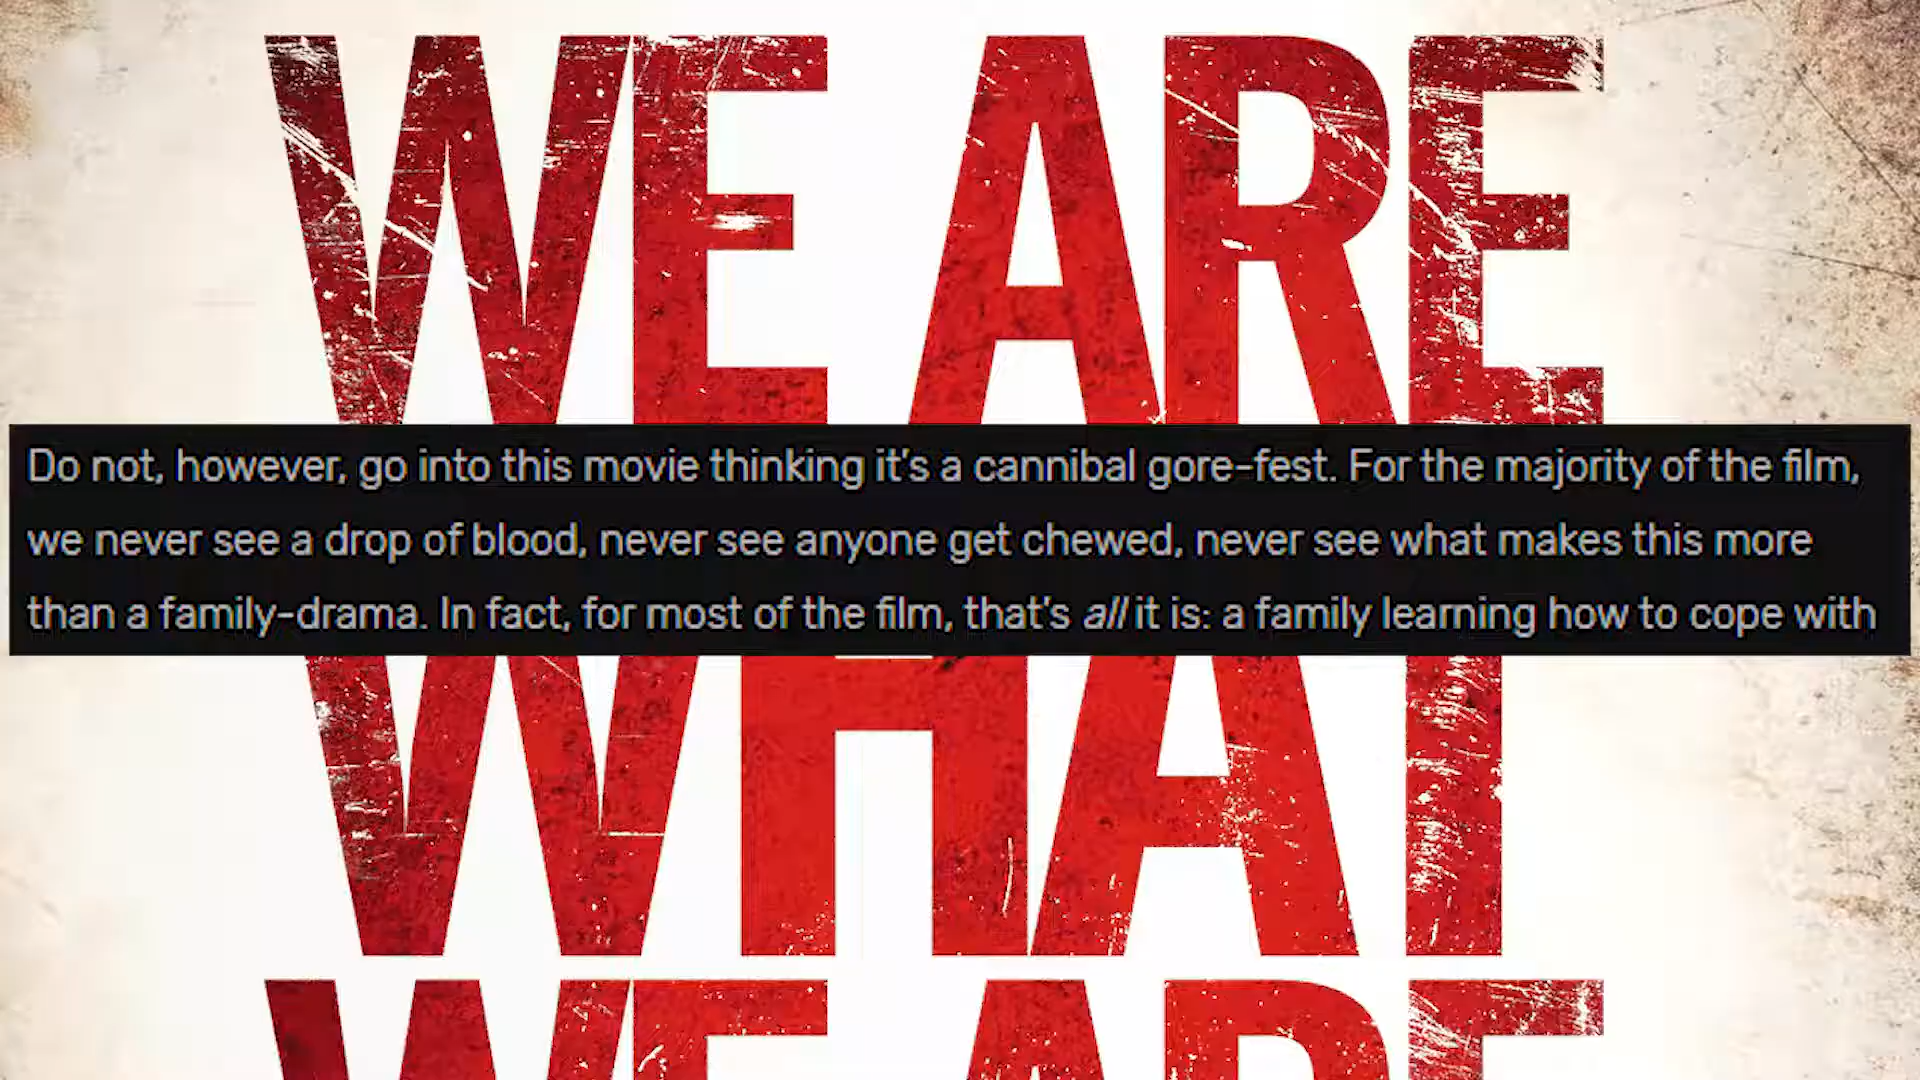 WE ARE
Do not, however, go into this movie thinking it's a cannibal gore-fest. For the majority of the film,
we never see a drop of blood, never see anyone get chewed, never see what makes this more
than a family-drama. In fact, for most of the film, that's all it is: a family learning how to cope with
WHAT
WE ARE